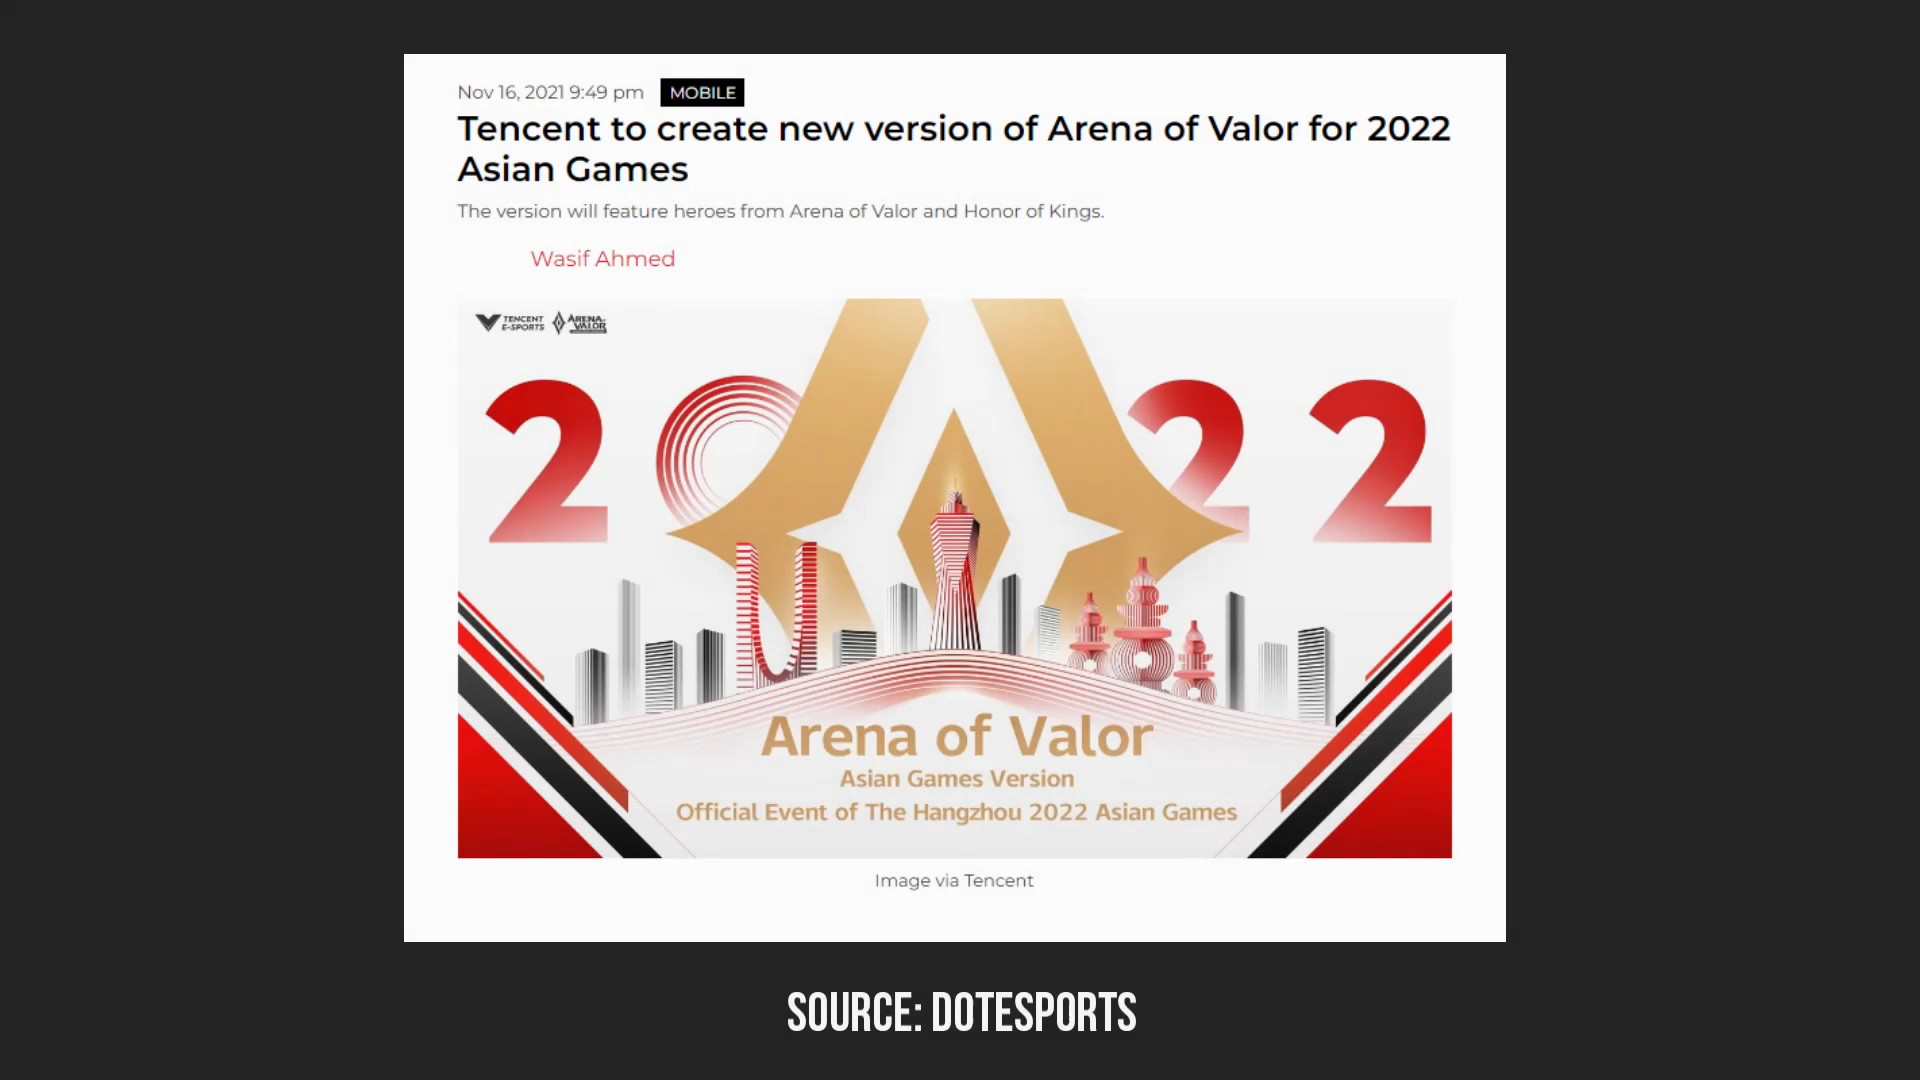 Nov 16, 2021 9:49 pm MOBILE
Tencent to create new version of Arena of Valor for 2022
Asian Games
The version will feature heroes from Arena of Valor and Honor of Kings.
Wasif Ahmed
TENCENT
E-SPORTS
ARENA OF
VALOR
2022
Arena of Valor
Asian Games Version
Official Event of The Hangzhou 2022 Asian Games
Image via Tencent
SOURCE: DOTESPORTS